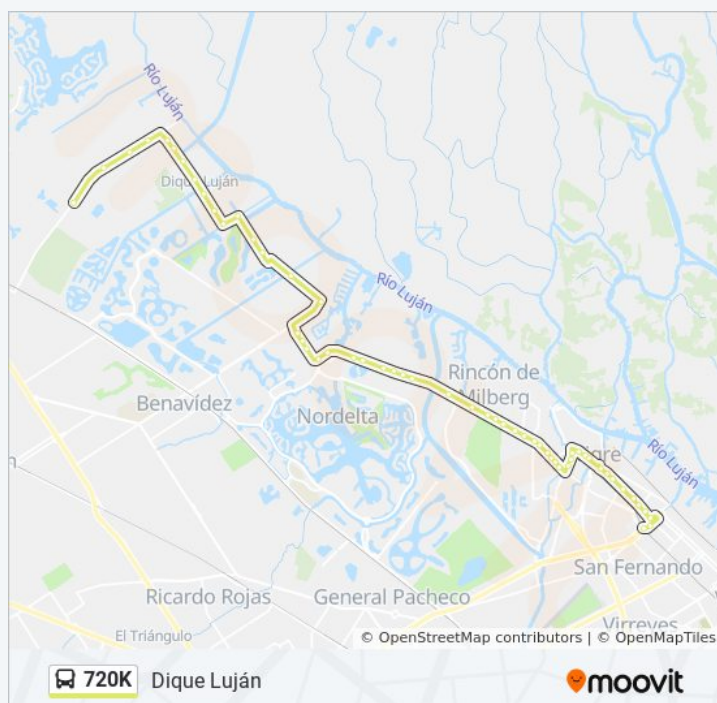 Río Luján
Dique Luján
Río Luján
Rincón de
Milberg
Benavídez
Nordelta
Río Luján
San Fernando
Ricardo Rojas
General Pacheco
Virreyes
El Triángulo
© OpenStreetMap contributors | © OpenMapTiles
720K Dique Luján
moovit